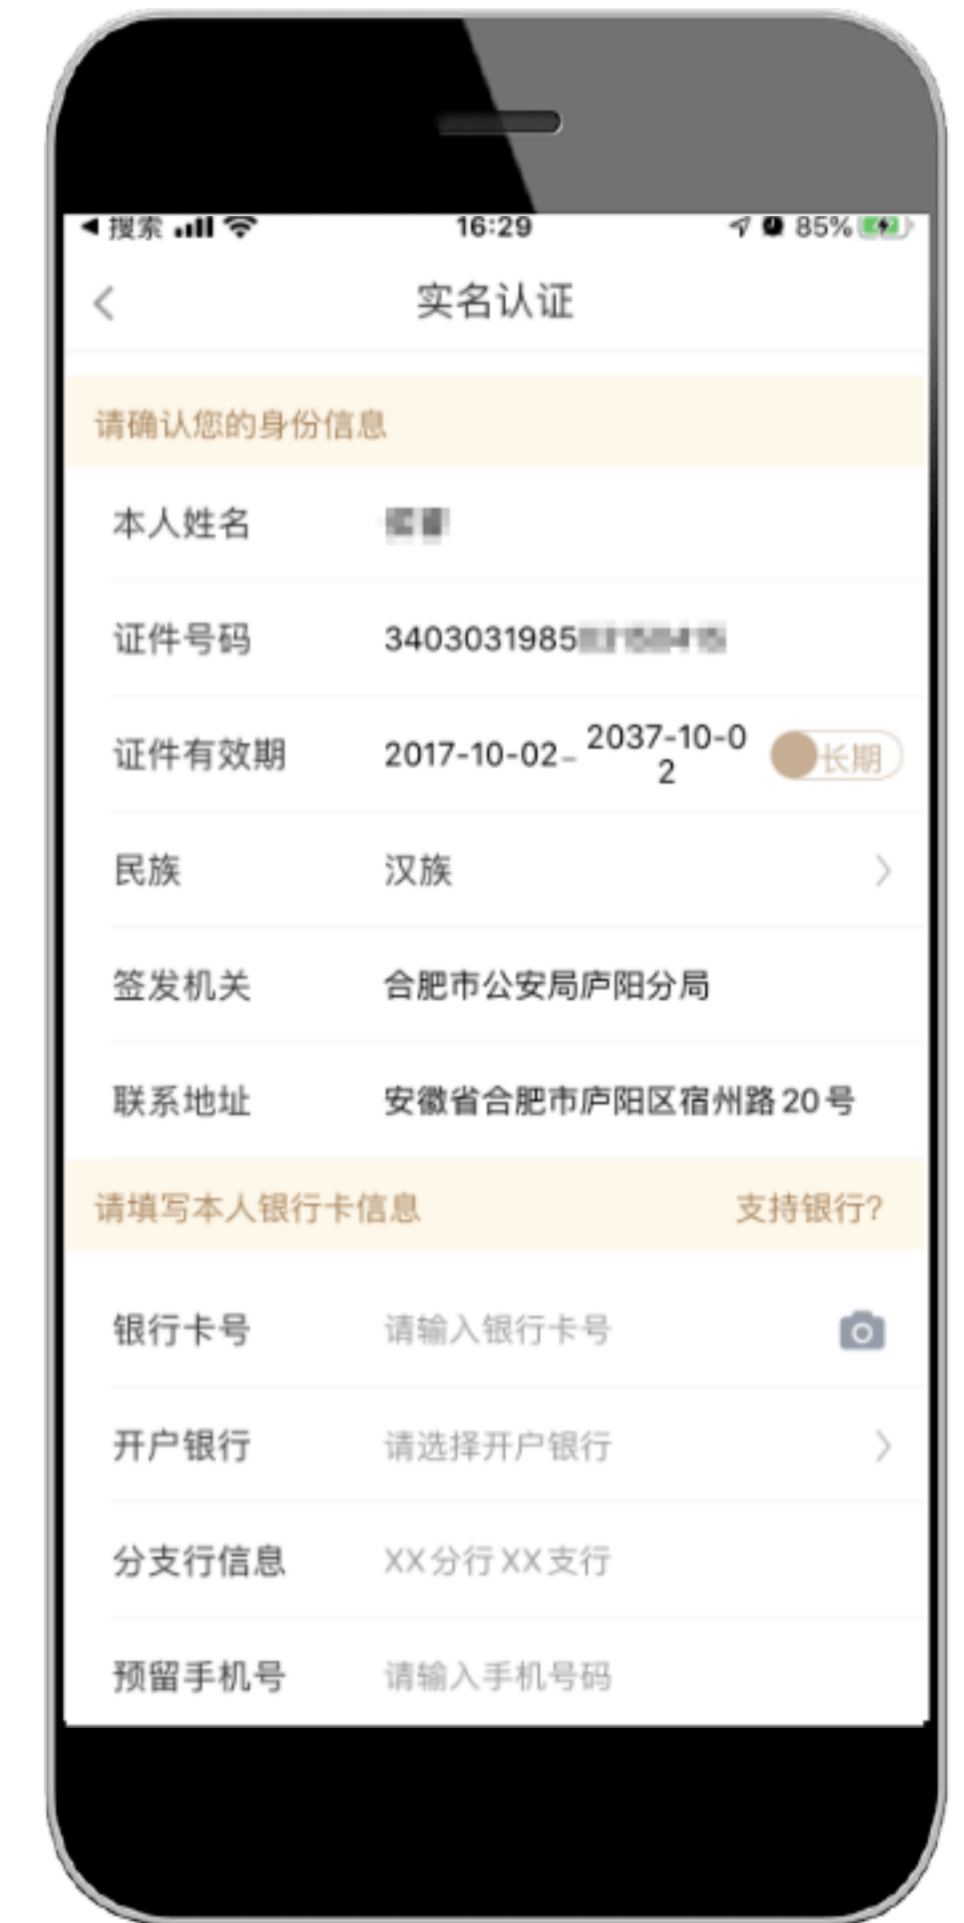 搜索 16:29 85%
实名认证
请确认您的身份信息
本人姓名
证件号码 3403031985
证件有效期 2017-10-02 - 2037-10-0
2 长期
民族 汉族
签发机关 合肥市公安局庐阳分局
联系地址 安徽省合肥市庐阳区宿州路20号
请填写本人银行卡信息 支持银行?
银行卡号 请输入银行卡号
开户银行 请选择开户银行
分支行信息 XX分行XX支行
预留手机号 请输入手机号码